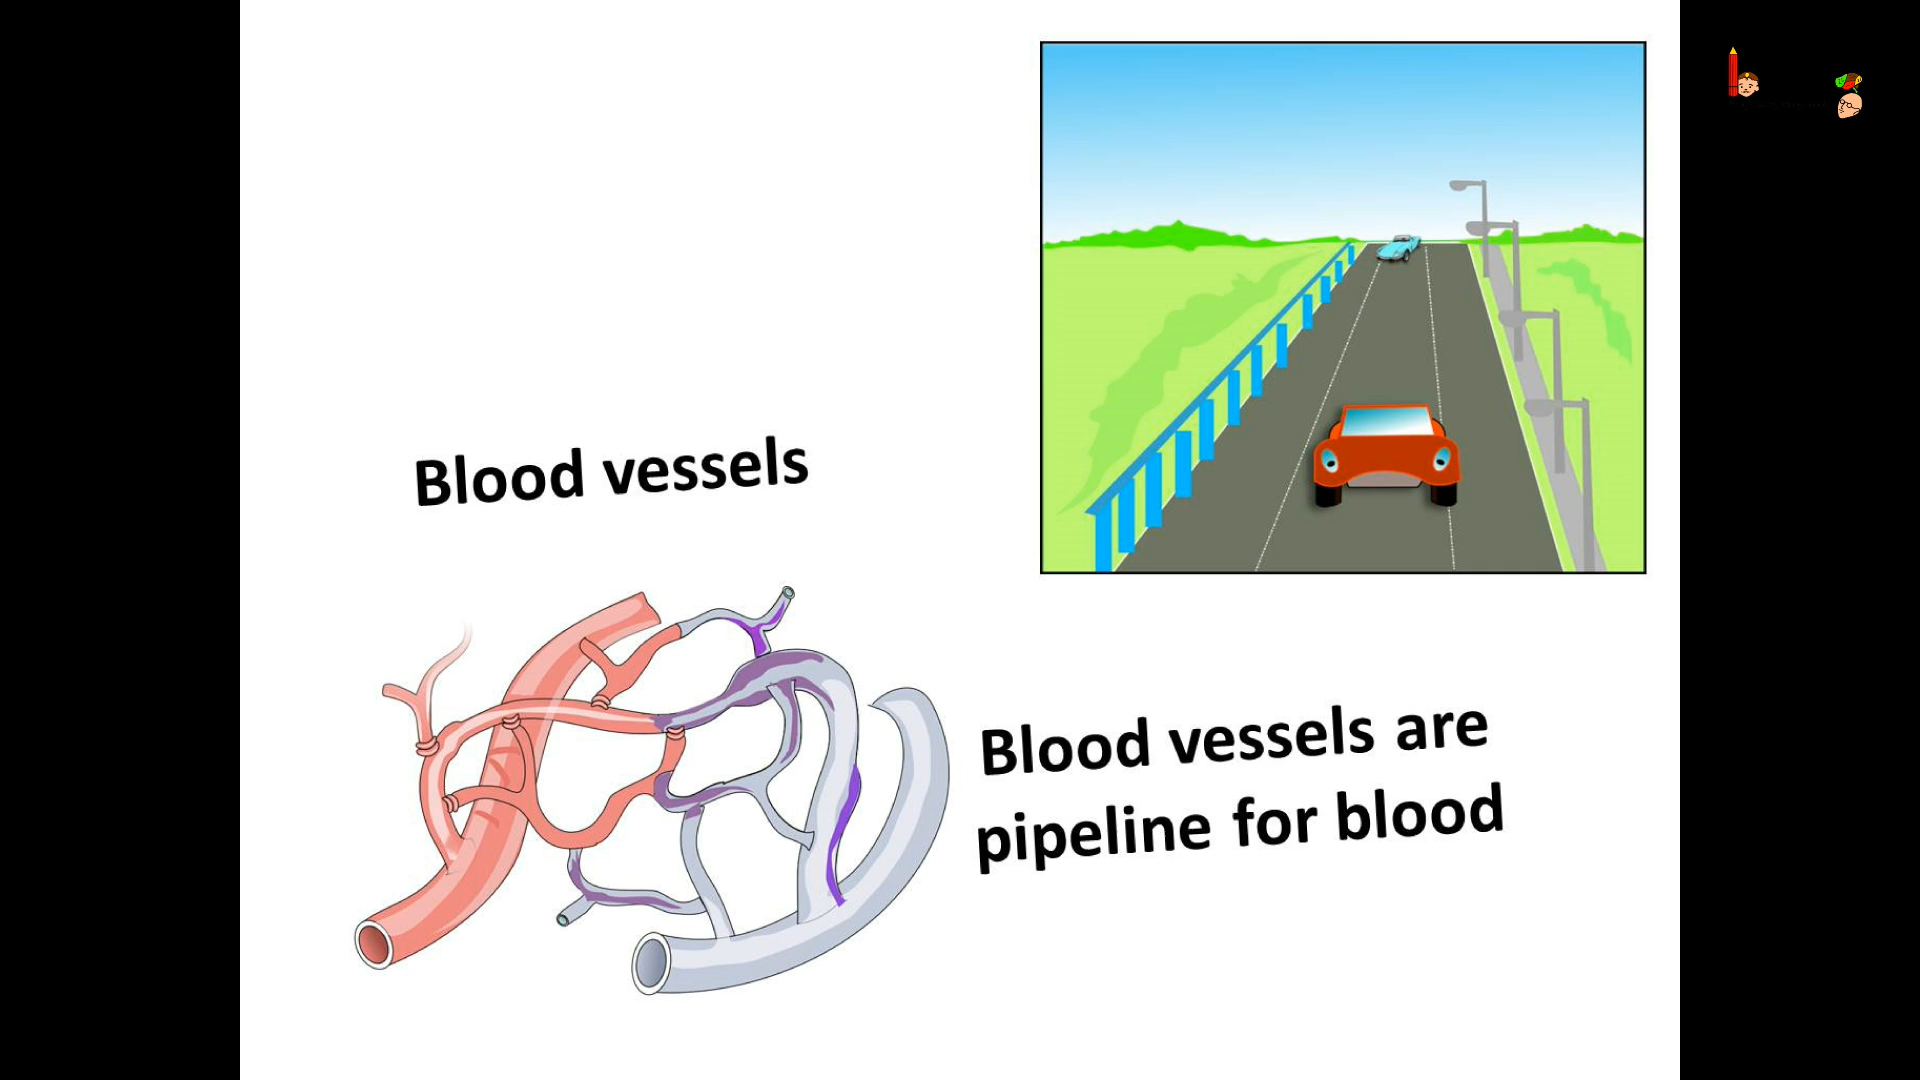 Blood vessels
Blood vessels are
pipeline for blood